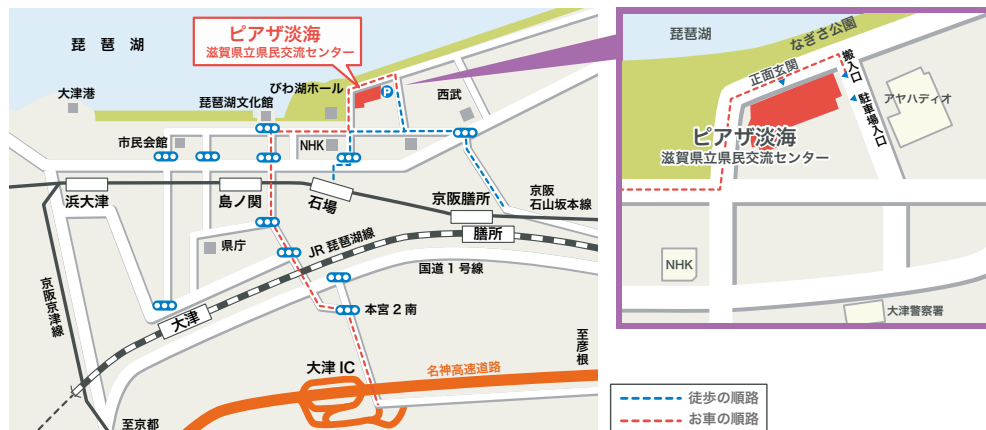 琵琶湖
ピアザ淡海
滋賀県立県民交流センター
大津港
琵琶湖文化館
びわ湖ホール
P
西武
市民会館
NHK
浜大津
島ノ関
石場
京阪膳所
京阪
石山坂本線
膳所
県庁
JR琵琶湖線
国道1号線
京阪京津線
大津
本宮2南
至彦根
大津IC
名神高速道路
至京都
琵琶湖
なぎさ公園
正面玄関
搬入口
駐車場入口
アヤハディオ
ピアザ淡海
滋賀県立県民交流センター
NHK
大津警察署
徒歩の順路
お車の順路